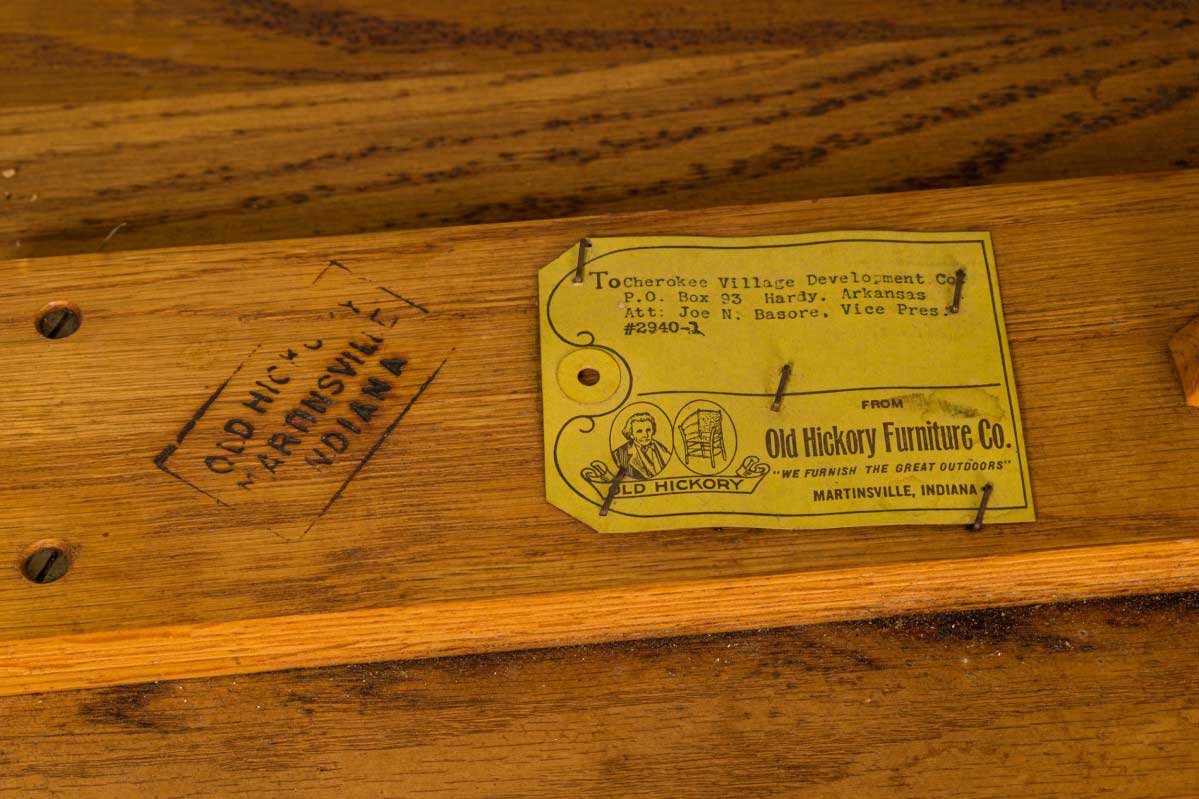 OLD HICKORY
MARTINSVILLE
INDIANA
To Cherokee Village Development Co
P.O. Box 93 Hardy. Arkansas
Att: Joe N. Basore, Vice Pres.
#2940-1
FROM
Old Hickory Furniture Co.
"WE FURNISH THE GREAT OUTDOORS"
MARTINSVILLE, INDIANA
OLD HICKORY